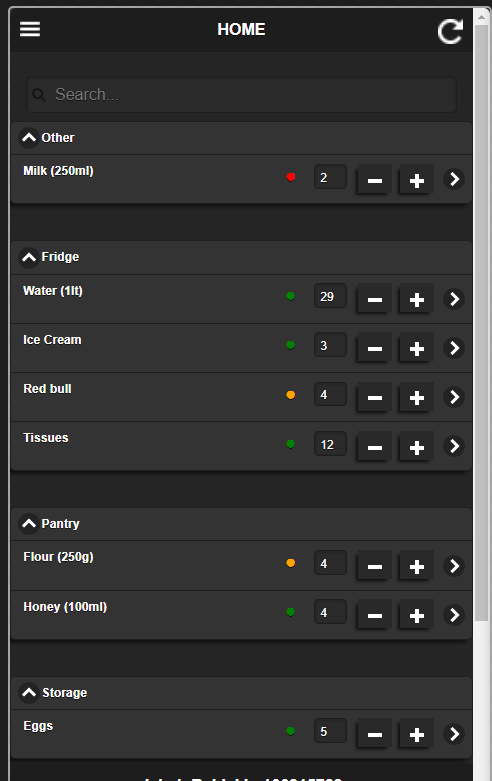 HOME
Search...
Other
Milk (250ml) 2
Fridge
Water (1lt) 29
Ice Cream 3
Red bull 4
Tissues 12
Pantry
Flour (250g) 4
Honey (100ml) 4
Storage
Eggs 5